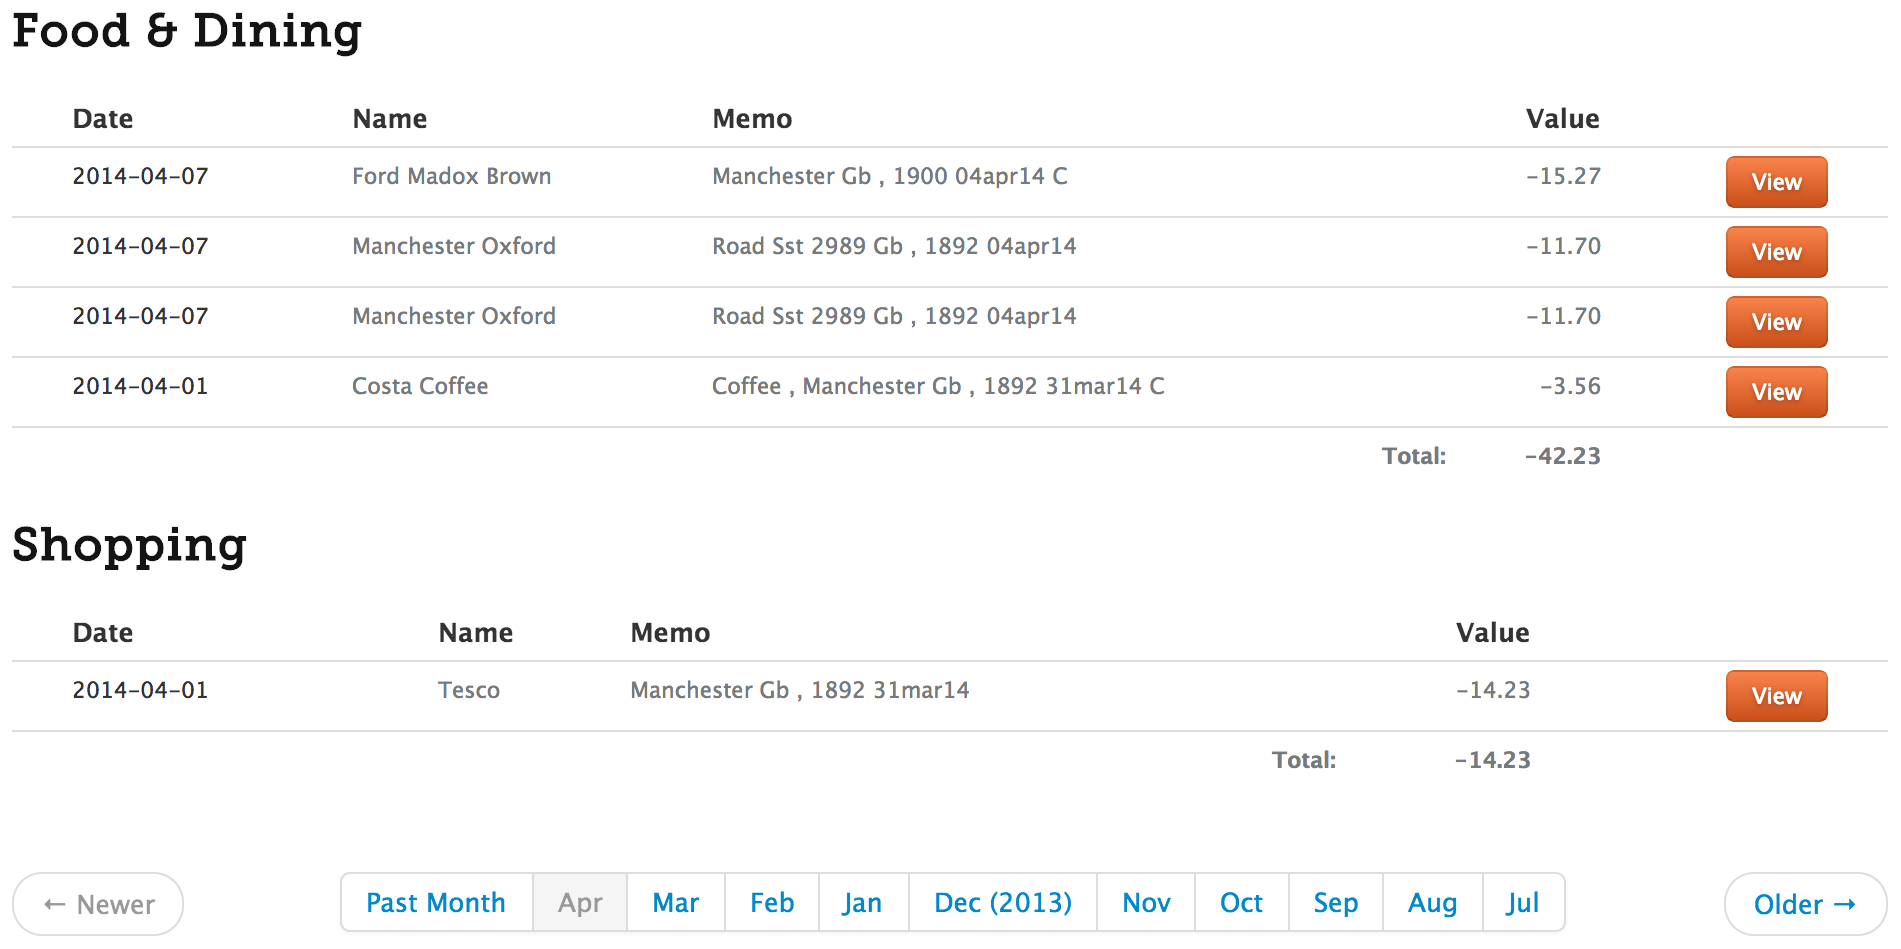 Food & Dining
Date Name Memo Value
2014-04-07 Ford Madox Brown Manchester Gb , 1900 04apr14 C -15.27 View
2014-04-07 Manchester Oxford Road Sst 2989 Gb , 1892 04apr14 -11.70 View
2014-04-07 Manchester Oxford Road Sst 2989 Gb , 1892 04apr14 -11.70 View
2014-04-01 Costa Coffee Coffee , Manchester Gb , 1892 31mar14 C -3.56 View
Total: -42.23
Shopping
Date Name Memo Value
2014-04-01 Tesco Manchester Gb , 1892 31mar14 -14.23 View
Total: -14.23
← Newer Past Month Apr Mar Feb Jan Dec (2013) Nov Oct Sep Aug Jul Older →